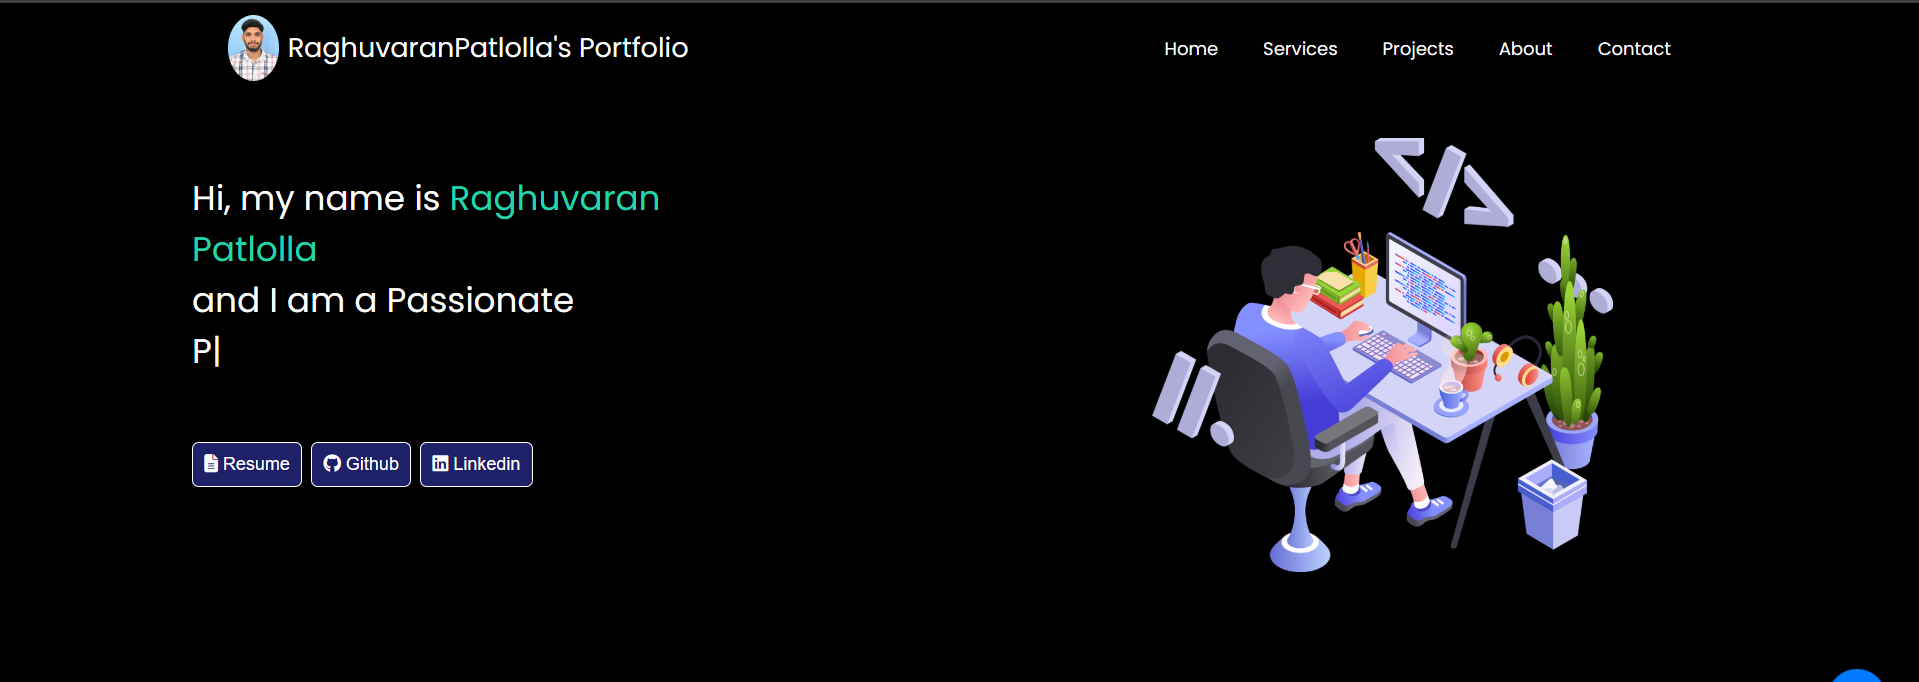 RaghuvaranPatlolla's Portfolio
Home Services Projects About Contact
Hi, my name is Raghuvaran
Patlolla
and I am a Passionate
P|
Resume Github Linkedin